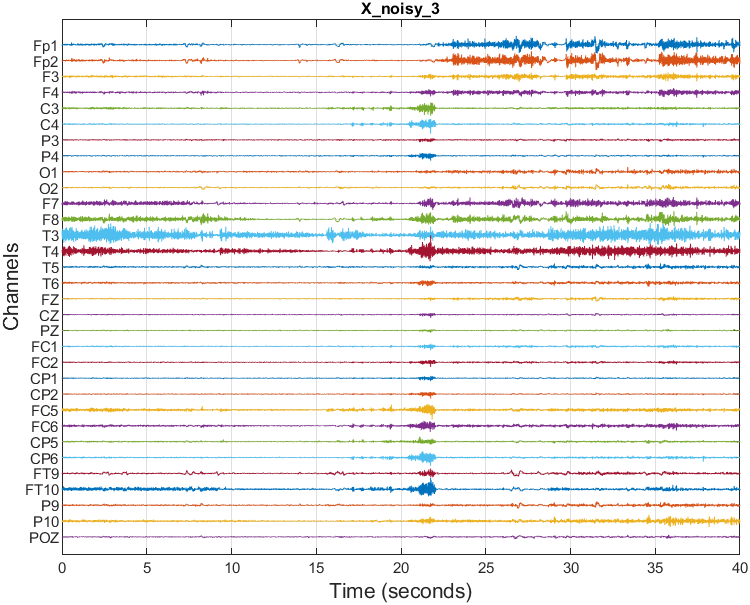 X_noisy_3
Fp1
Fp2
F3
F4
C3
C4
P3
P4
O1
O2
F7
F8
T3
T4
T5
T6
FZ
CZ
PZ
FC1
FC2
CP1
CP2
FC5
FC6
CP5
CP6
FT9
FT10
P9
P10
POZ
Channels
0 5 10 15 20 25 30 35 40
Time (seconds)